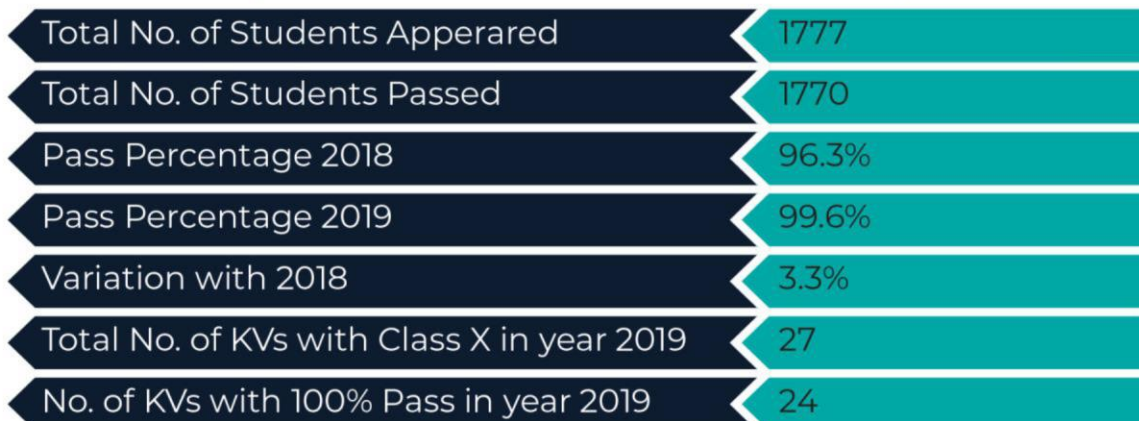 Total No. of Students Apperared 1777
Total No. of Students Passed 1770
Pass Percentage 2018 96.3%
Pass Percentage 2019 99.6%
Variation with 2018 3.3%
Total No. of KVs with Class X in year 2019 27
No. of KVs with 100% Pass in year 2019 24